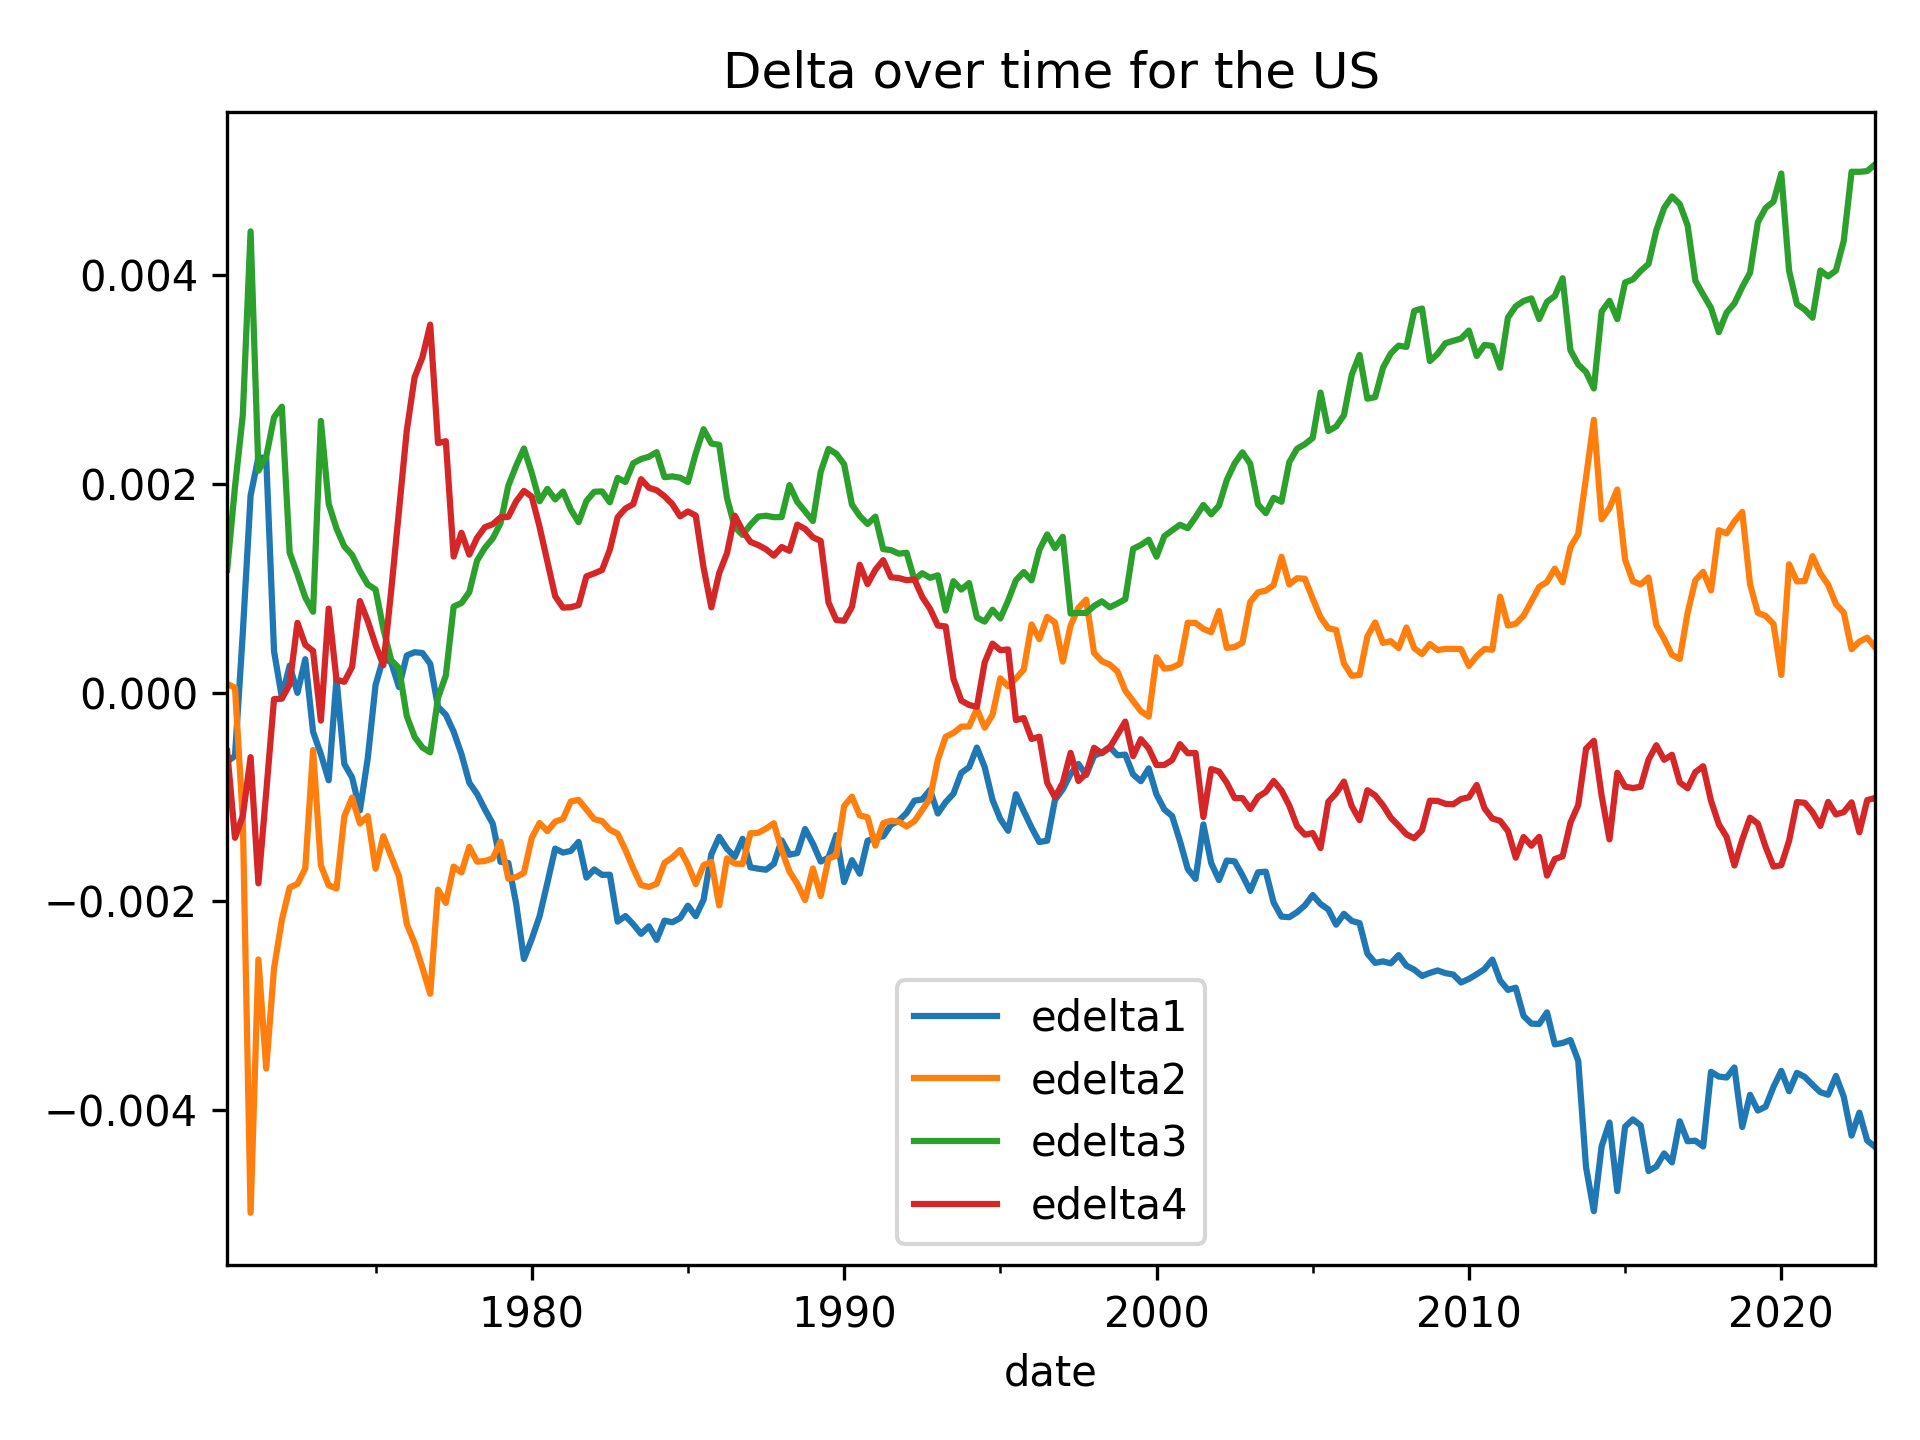 Delta over time for the US
0.004
0.002
0.000
−0.002
−0.004
edelta1
edelta2
edelta3
edelta4
1980 1990 2000 2010 2020
date